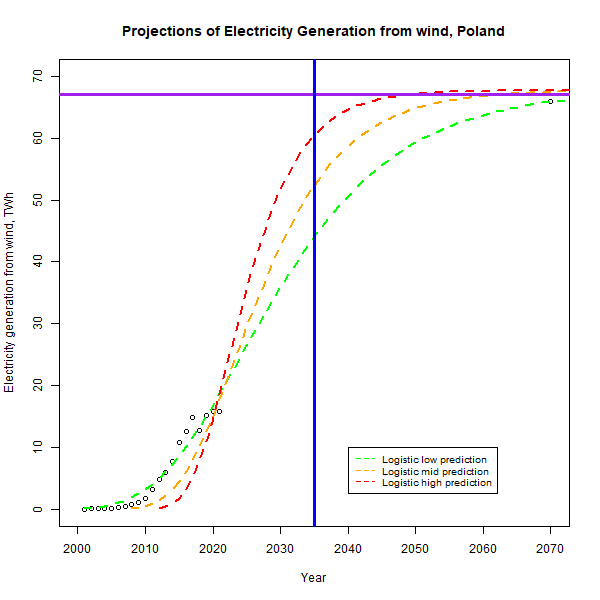 Projections of Electricity Generation from wind, Poland
Electricity generation from wind, TWh
70
60
50
40
30
20
10
0
Logistic low prediction
Logistic mid prediction
Logistic high prediction
2000 2010 2020 2030 2040 2050 2060 2070
Year